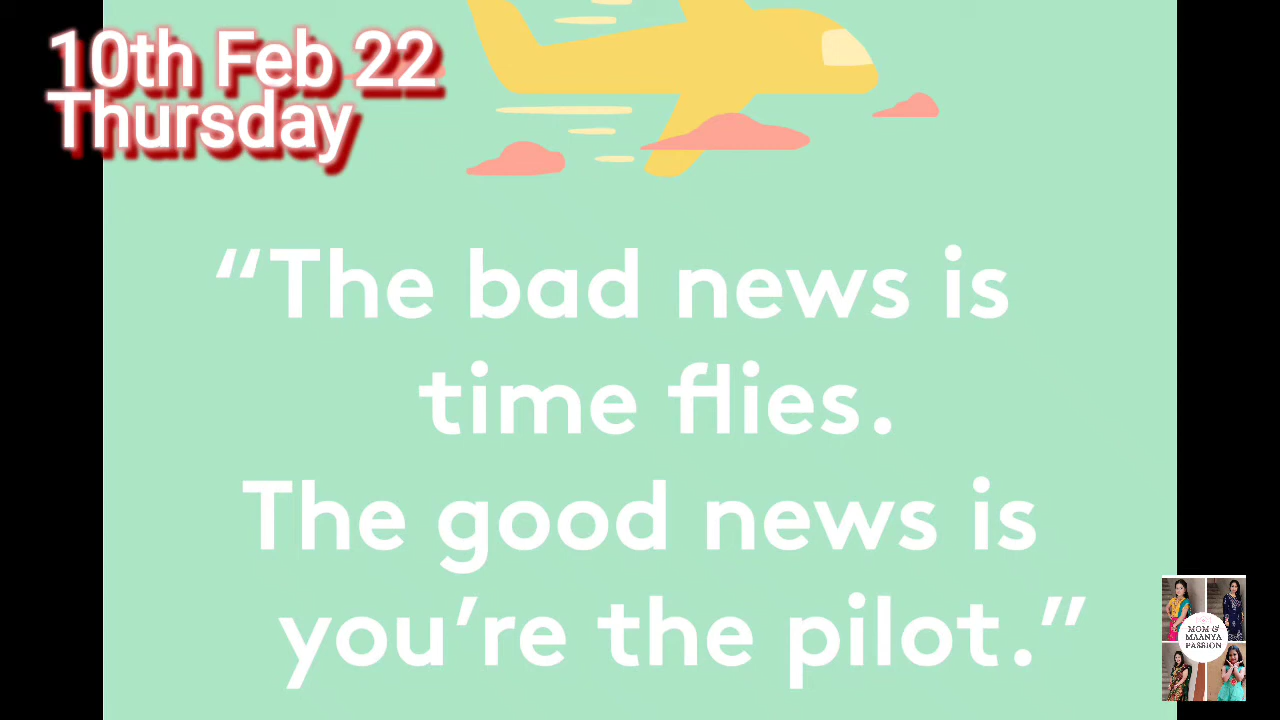 10th Feb 22
Thursday
“The bad news is
time flies.
The good news is
you’re the pilot.”
MOM &
MAANYA
PASSION